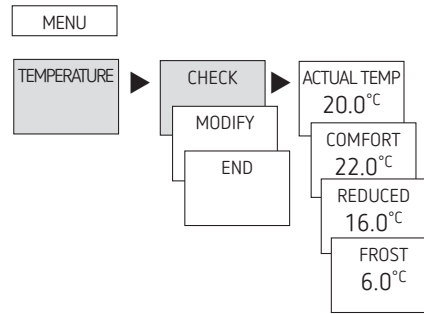 MENU
TEMPERATURE
CHECK
MODIFY
END
ACTUAL TEMP
20.0°C
COMFORT
22.0°C
REDUCED
16.0°C
FROST
6.0°C